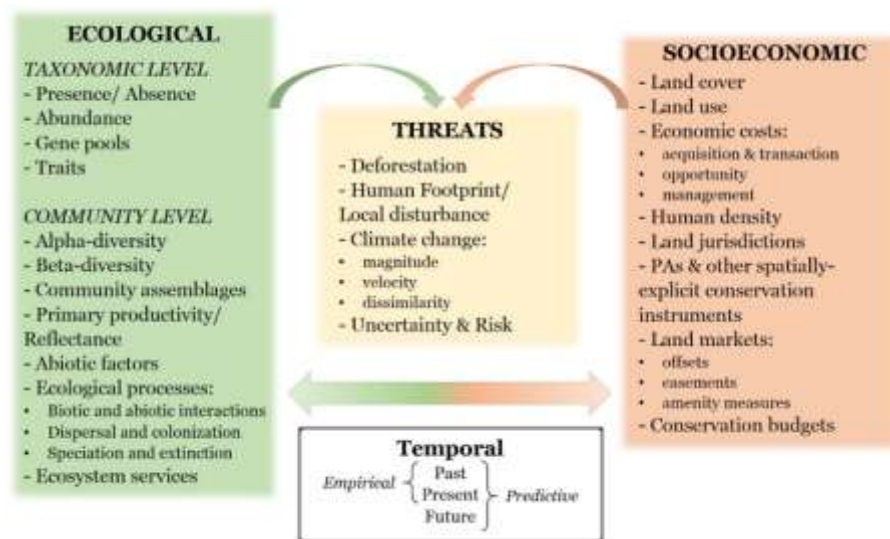 ECOLOGICAL
TAXONOMIC LEVEL
- Presence/ Absence
- Abundance
- Gene pools
- Traits
COMMUNITY LEVEL
- Alpha-diversity
- Beta-diversity
- Community assemblages
- Primary productivity/
Reflectance
- Abiotic factors
- Ecological processes:
• Biotic and abiotic interactions
• Dispersal and colonization
• Speciation and extinction
- Ecosystem services
THREATS
- Deforestation
- Human Footprint/
Local disturbance
- Climate change:
• magnitude
• velocity
• dissimilarity
- Uncertainty & Risk
SOCIOECONOMIC
- Land cover
- Land use
- Economic costs:
• acquisition & transaction
• opportunity
• management
- Human density
- Land jurisdictions
- PAs & other spatially-
explicit conservation
instruments
- Land markets:
• offsets
• easements
• amenity measures
- Conservation budgets
Temporal
Empirical { Past
Present } Predictive
Future